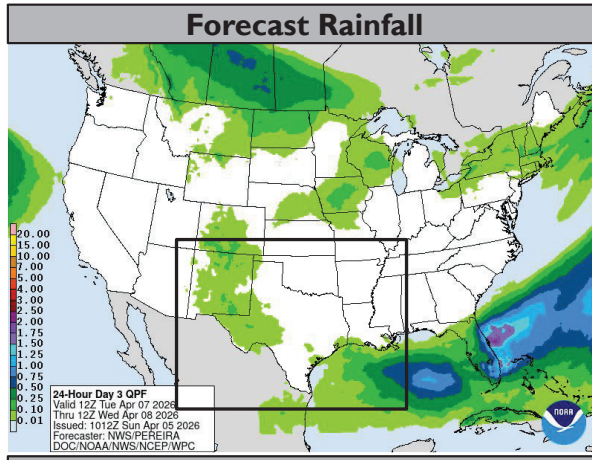 Forecast Rainfall
20.00
15.00
10.00
7.00
5.00
4.00
3.00
2.50
2.00
1.75
1.50
1.25
1.00
0.75
0.50
0.25
0.10
0.01
24-Hour Day 3 QPF
Valid 12Z Tue Apr 07 2026
Thru 12Z Wed Apr 08 2026
Issued: 1012Z Sun Apr 05 2026
Forecaster: NWS/PEREIRA
DOC/NOAA/NWS/NCEP/WPC
NOAA